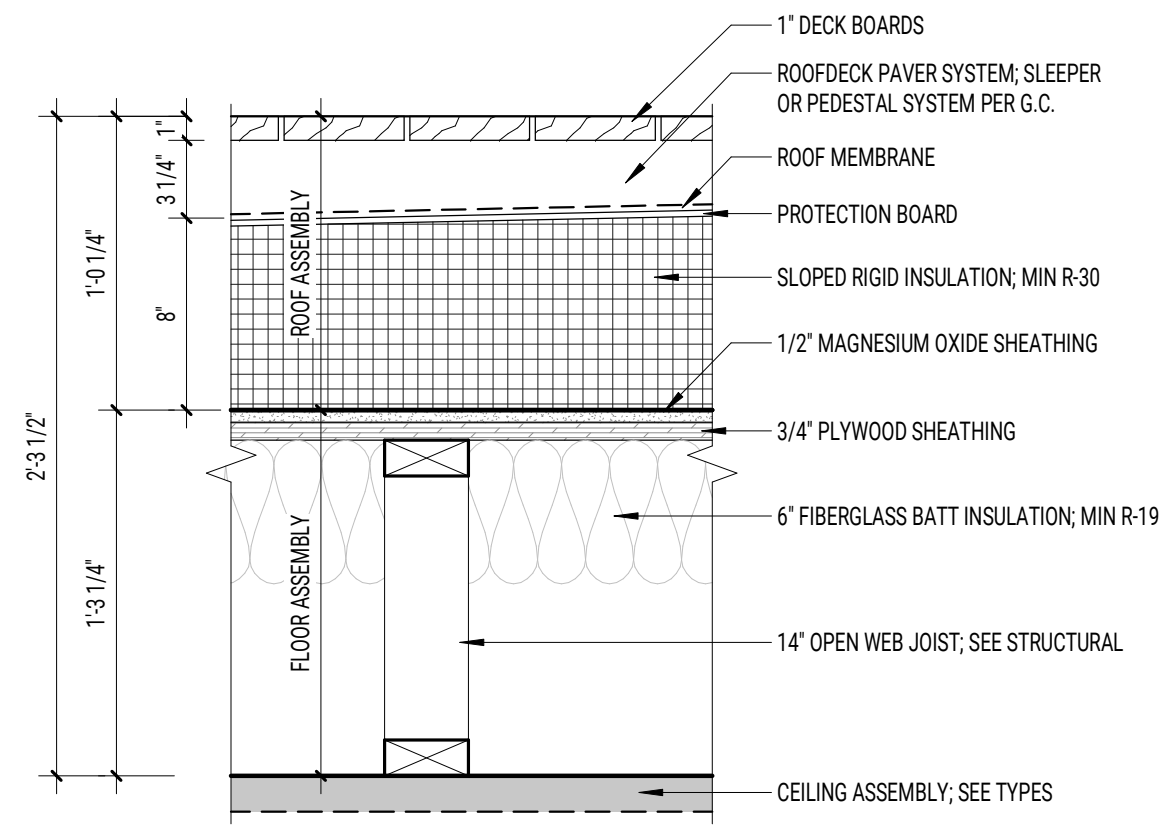 1" DECK BOARDS
ROOFDECK PAVER SYSTEM; SLEEPER
OR PEDESTAL SYSTEM PER G.C.
ROOF MEMBRANE
PROTECTION BOARD
SLOPED RIGID INSULATION; MIN R-30
1/2" MAGNESIUM OXIDE SHEATHING
3/4" PLYWOOD SHEATHING
6" FIBERGLASS BATT INSULATION; MIN R-19
14" OPEN WEB JOIST; SEE STRUCTURAL
CEILING ASSEMBLY; SEE TYPES
2'-3 1/2"
1'-0 1/4"
1'-3 1/4"
1"
3 1/4"
8"
ROOF ASSEMBLY
FLOOR ASSEMBLY